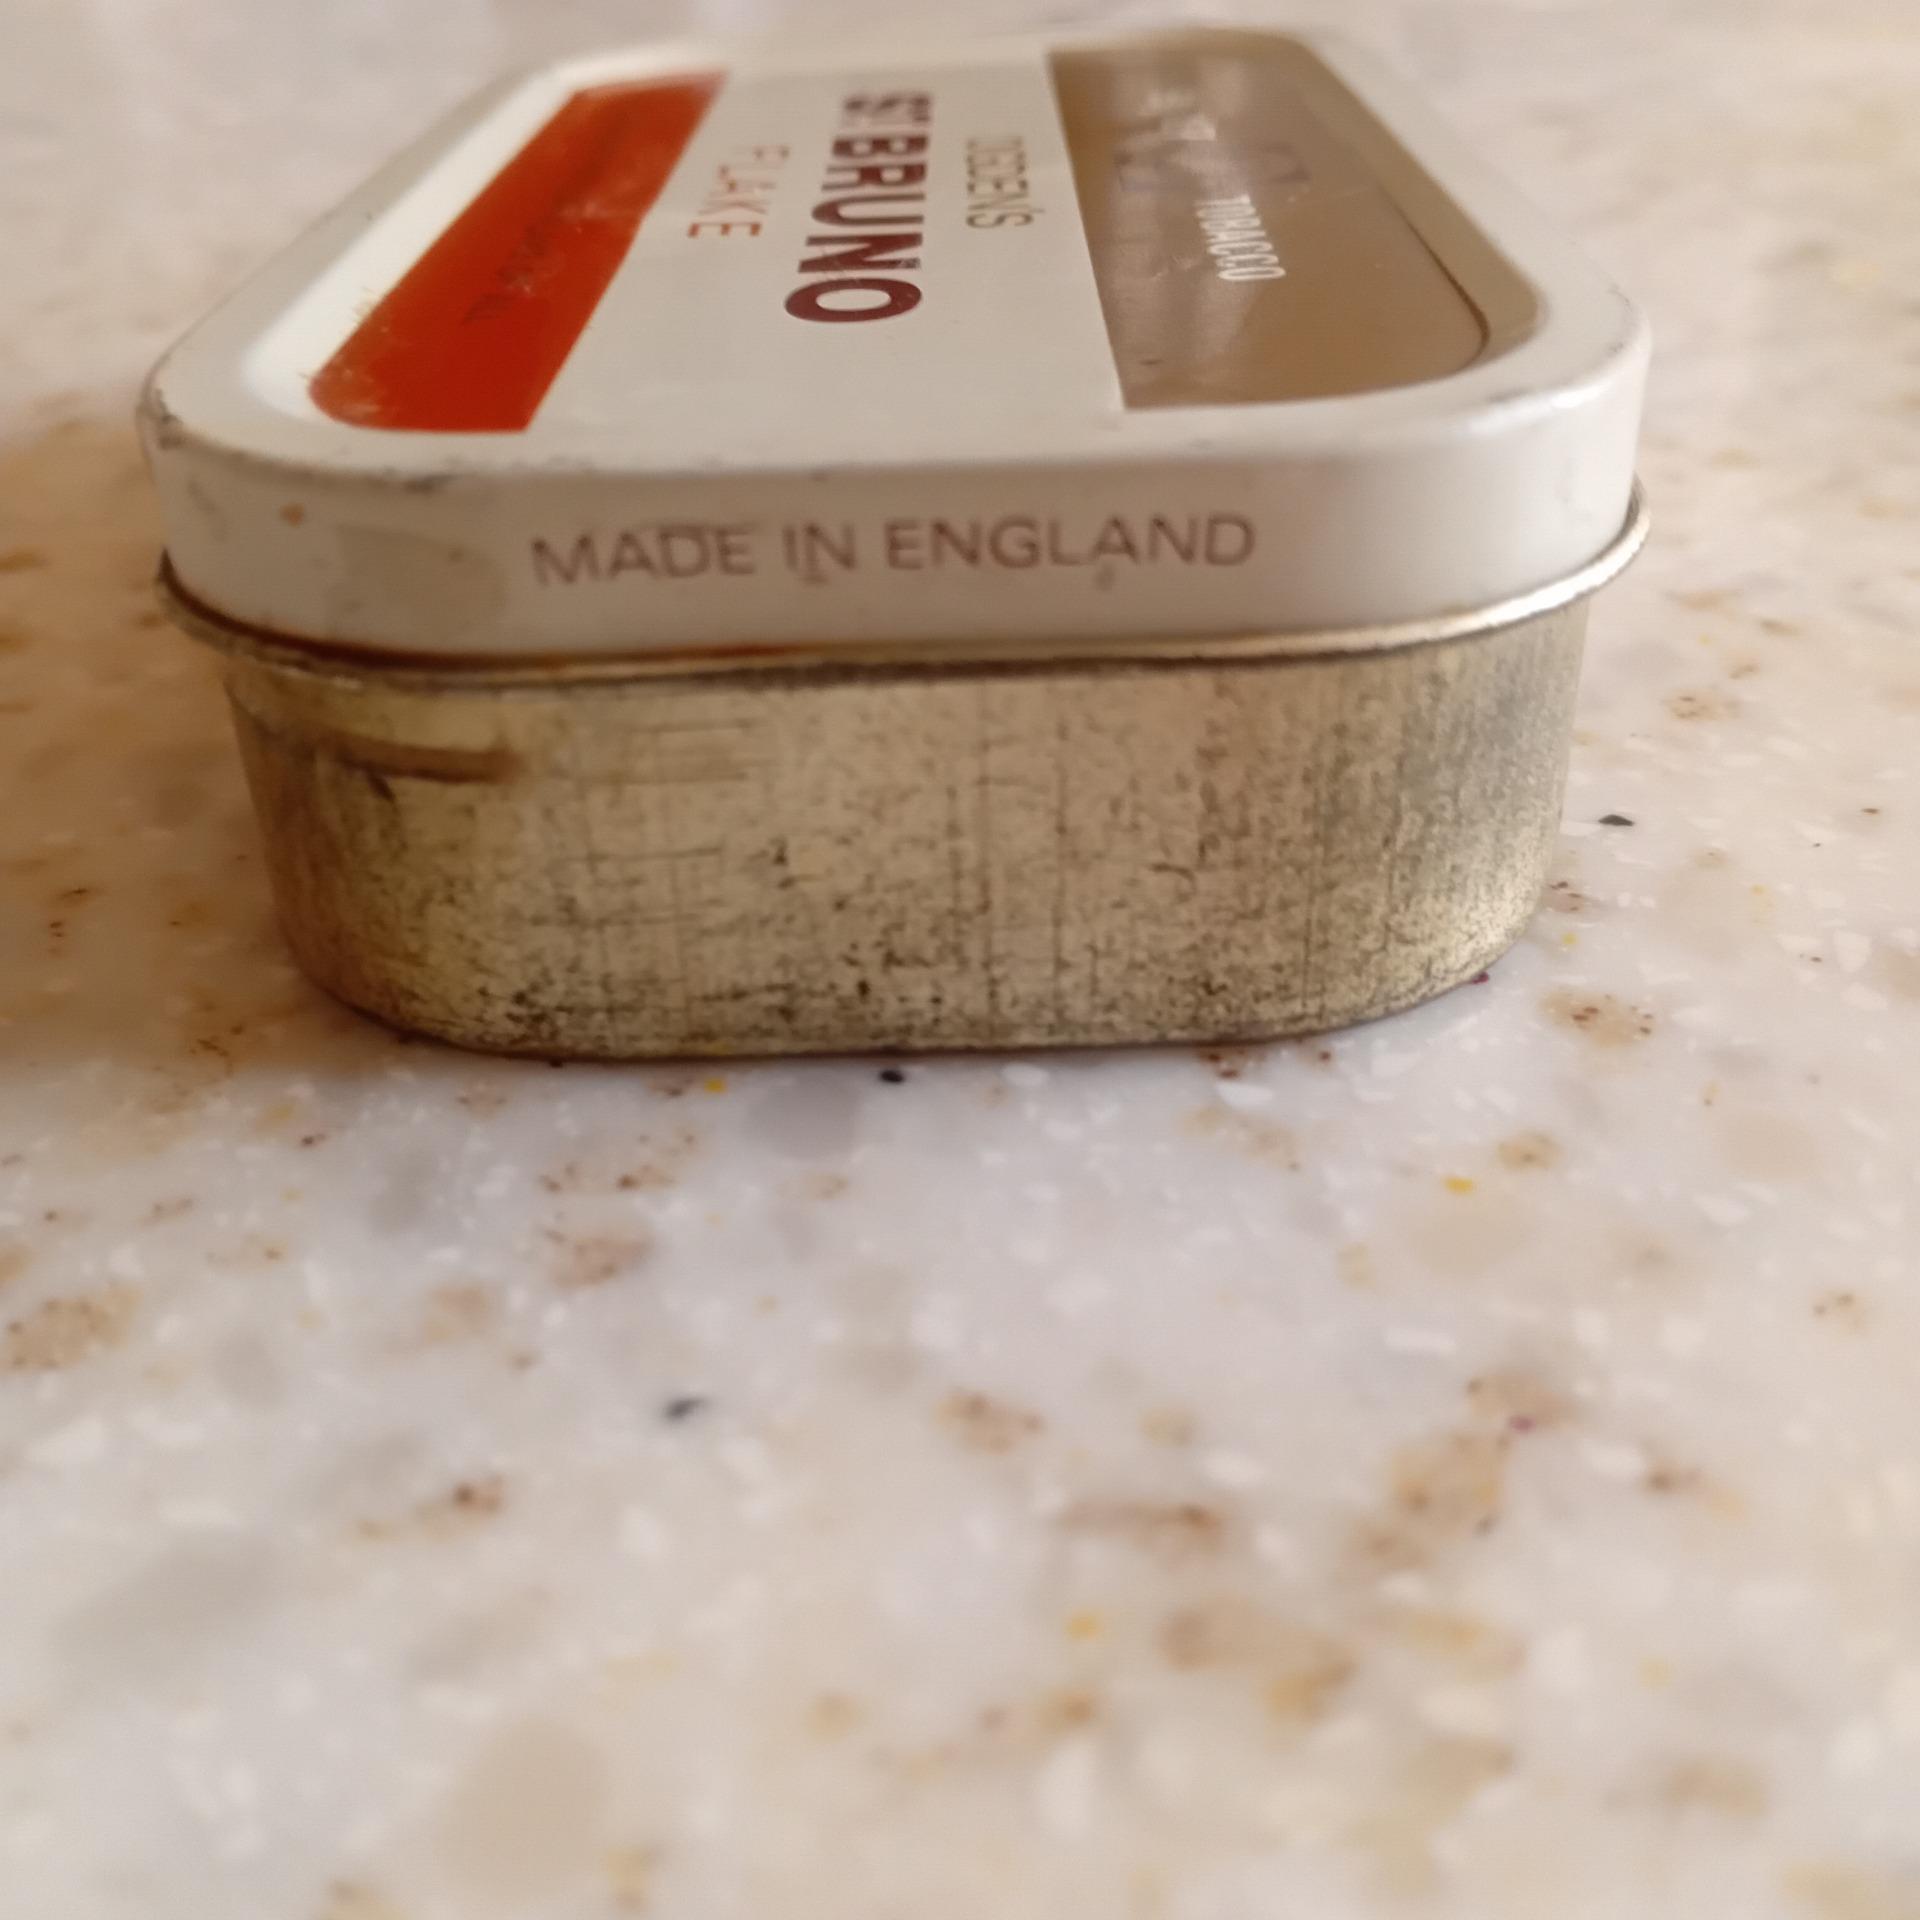 TOBACCO
OGDEN'S
ST BRUNO
FLAKE
MADE IN ENGLAND